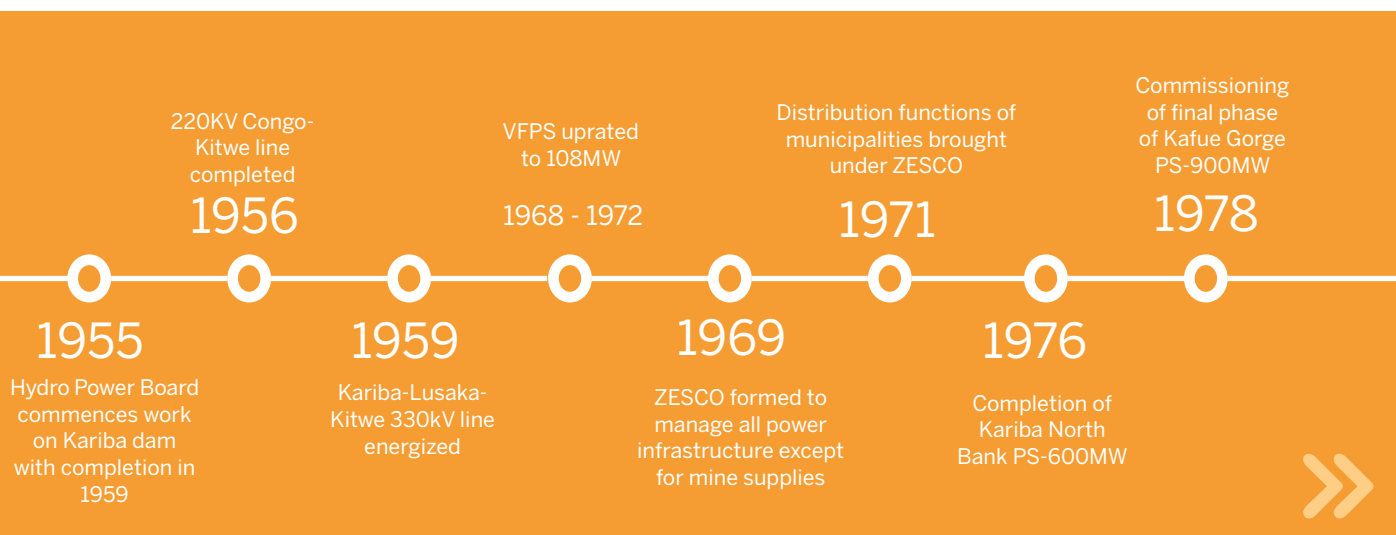 1955
Hydro Power Board
commences work
on Kariba dam
with completion in
1959
220KV Congo-
Kitwe line
completed
1956
1959
Kariba-Lusaka-
Kitwe 330kV line
energized
VFPS uprated
to 108MW
1968 - 1972
1969
ZESCO formed to
manage all power
infrastructure except
for mine supplies
Distribution functions of
municipalities brought
under ZESCO
1971
1976
Completion of
Kariba North
Bank PS-600MW
Commissioning
of final phase
of Kafue Gorge
PS-900MW
1978